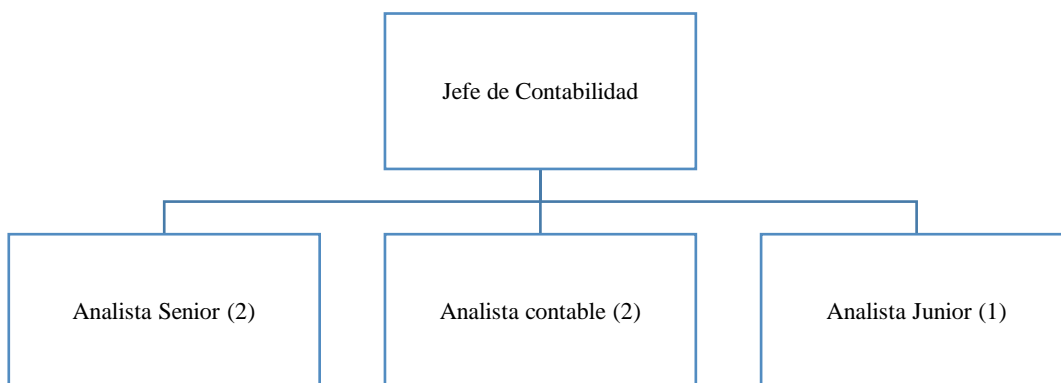 Jefe de Contabilidad
Analista Senior (2)
Analista contable (2)
Analista Junior (1)